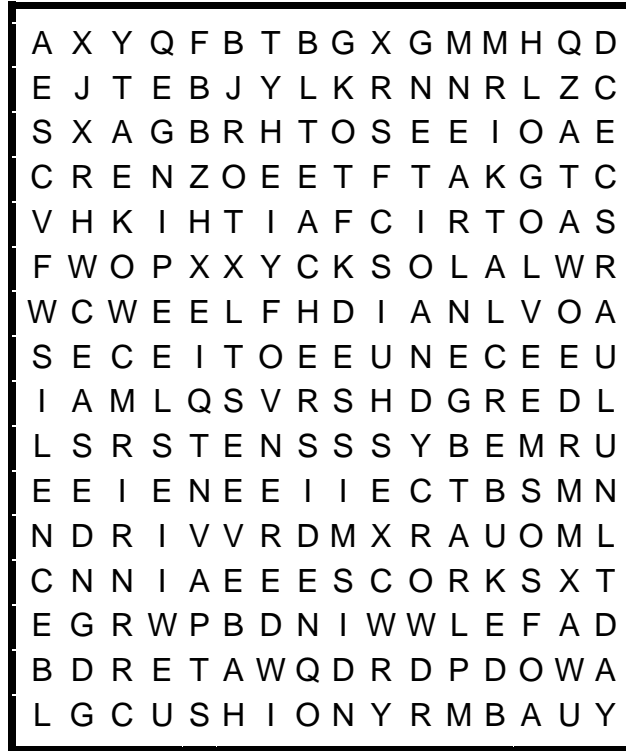 A X Y Q F B T B G X G M M H Q D
E J T E B J Y L K R N N R L Z C
S X A G B R H T O S E E I O A E
C R E N Z O E E T F T A K G T C
V H K I H T I A F C I R T O A S
F W O P X X Y C K S O L A L W R
W C W E E L F H D I A N L V O A
S E C E I T O E E U N E C E E U
I A M L Q S V R S H D G R E D L
L S R S T E N S S S Y B E M R U
E E I E N E E I I E C T B S M N
N D R I V V R D M X R A U O M L
C N N I A E E E S C O R K S X T
E G R W P B D N I W W L E F A D
B D R E T A W Q D R D P D O W A
L G C U S H I O N Y R M B A U Y